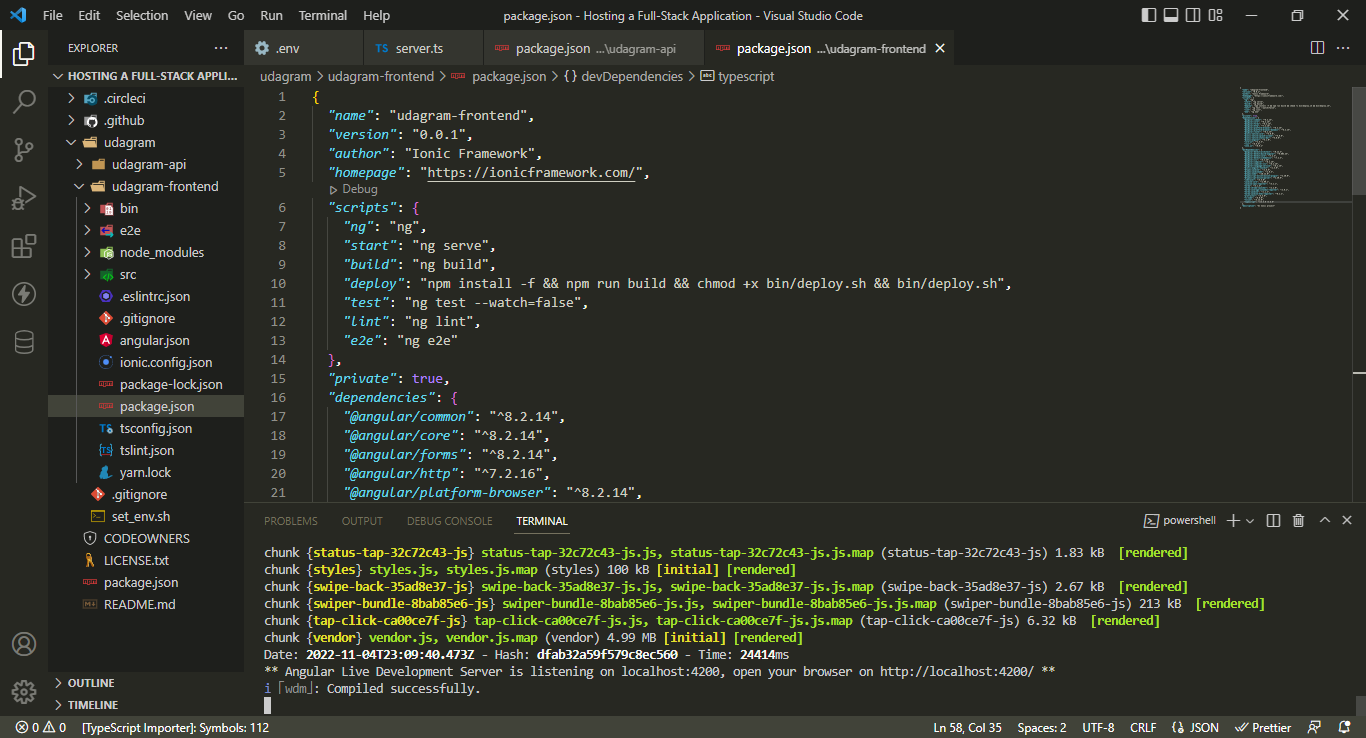 File Edit Selection View Go Run Terminal Help package.json - Hosting a Full-Stack Application - Visual Studio Code
EXPLORER ...
HOSTING A FULL-STACK APPLI...
.circleci
.github
udagram
udagram-api
udagram-frontend
bin
e2e
node_modules
src
.eslintrc.json
.gitignore
angular.json
ionic.config.json
package-lock.json
package.json
tsconfig.json
tslint.json
yarn.lock
.gitignore
set_env.sh
CODEOWNERS
LICENSE.txt
package.json
README.md
OUTLINE
TIMELINE
.env TS server.ts package.json ...\udagram-api package.json ...\udagram-frontend
udagram > udagram-frontend > package.json > {} devDependencies > abc typescript
1 {
2 "name": "udagram-frontend",
3 "version": "0.0.1",
4 "author": "Ionic Framework",
5 "homepage": "https://ionicframework.com/",
Debug
6 "scripts": {
7 "ng": "ng",
8 "start": "ng serve",
9 "build": "ng build",
10 "deploy": "npm install -f && npm run build && chmod +x bin/deploy.sh && bin/deploy.sh",
11 "test": "ng test --watch=false",
12 "lint": "ng lint",
13 "e2e": "ng e2e"
14 },
15 "private": true,
16 "dependencies": {
17 "@angular/common": "^8.2.14",
18 "@angular/core": "^8.2.14",
19 "@angular/forms": "^8.2.14",
20 "@angular/http": "^7.2.16",
21 "@angular/platform-browser": "^8.2.14",
PROBLEMS OUTPUT DEBUG CONSOLE TERMINAL powershell
chunk {status-tap-32c72c43-js} status-tap-32c72c43-js.js, status-tap-32c72c43-js.js.map (status-tap-32c72c43-js) 1.83 kB [rendered]
chunk {styles} styles.js, styles.js.map (styles) 100 kB [initial] [rendered]
chunk {swipe-back-35ad8e37-js} swipe-back-35ad8e37-js.js, swipe-back-35ad8e37-js.js.map (swipe-back-35ad8e37-js) 2.67 kB [rendered]
chunk {swiper-bundle-8bab85e6-js} swiper-bundle-8bab85e6-js.js, swiper-bundle-8bab85e6-js.js.map (swiper-bundle-8bab85e6-js) 213 kB [rendered]
chunk {tap-click-ca00ce7f-js} tap-click-ca00ce7f-js.js, tap-click-ca00ce7f-js.js.map (tap-click-ca00ce7f-js) 6.32 kB [rendered]
chunk {vendor} vendor.js, vendor.js.map (vendor) 4.99 MB [initial] [rendered]
Date: 2022-11-04T23:09:40.473Z - Hash: dfab32a59f579c8ec560 - Time: 24414ms
** Angular Live Development Server is listening on localhost:4200, open your browser on http://localhost:4200/ **
i ｢wdm｣: Compiled successfully.
0 0 [TypeScript Importer]: Symbols: 112 Ln 58, Col 35 Spaces: 2 UTF-8 CRLF {} JSON Prettier